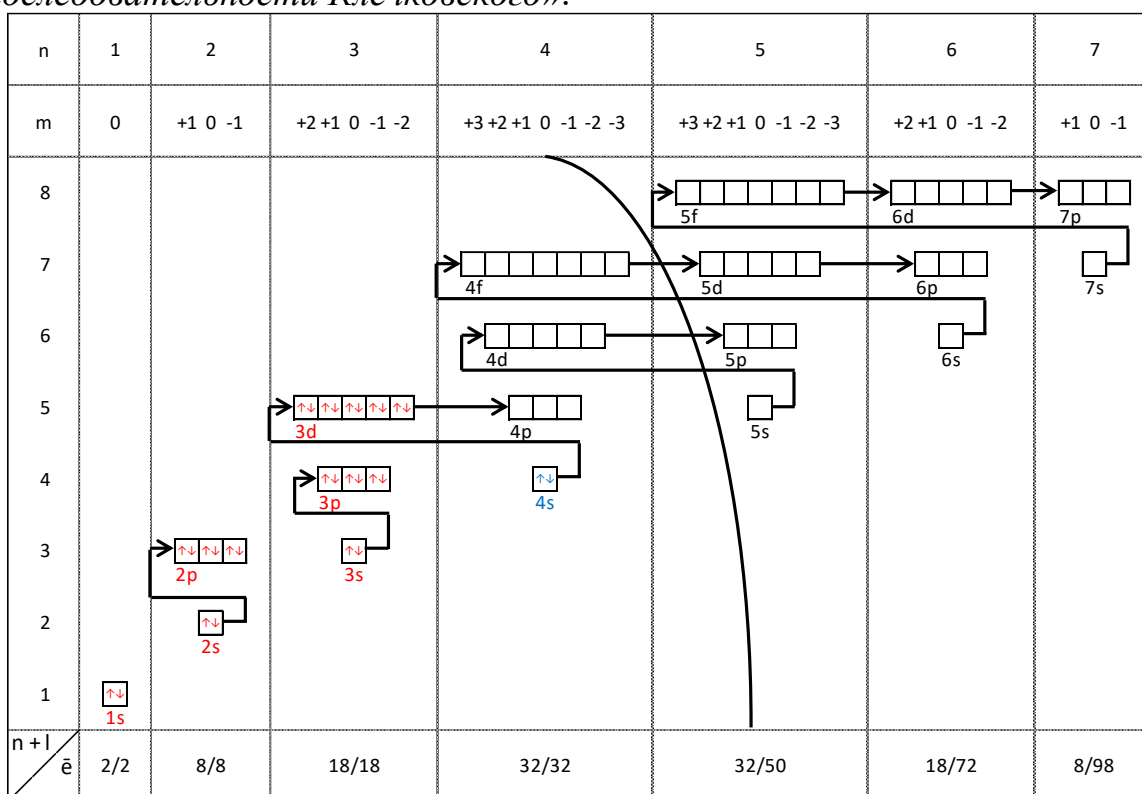 последовательности Клечковского».
n 1 2 3 4 5 6 7
m 0 +1 0 -1 +2 +1 0 -1 -2 +3 +2 +1 0 -1 -2 -3 +3 +2 +1 0 -1 -2 -3 +2 +1 0 -1 -2 +1 0 -1
8
5f 6d 7p
7
4f 5d 6p 7s
6
4d 5p 6s
5 ↑↓ ↑↓ ↑↓ ↑↓ ↑↓
3d 4p 5s
4 ↑↓ ↑↓ ↑↓ ↑↓
3p 4s
3 ↑↓ ↑↓ ↑↓ ↑↓
2p 3s
2 ↑↓
2s
1 ↑↓
1s
n + l
ē 2/2 8/8 18/18 32/32 32/50 18/72 8/98